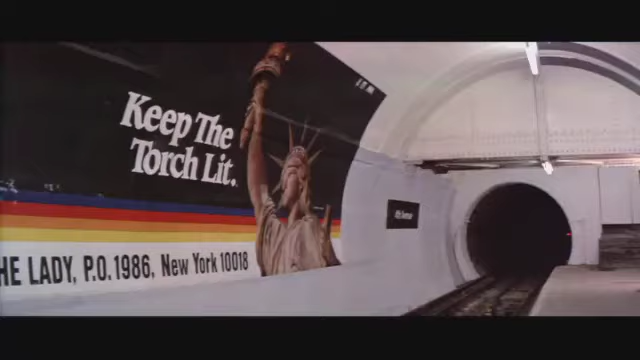 Keep The
Torch Lit.
HE LADY, P.O. 1986, New York 10018